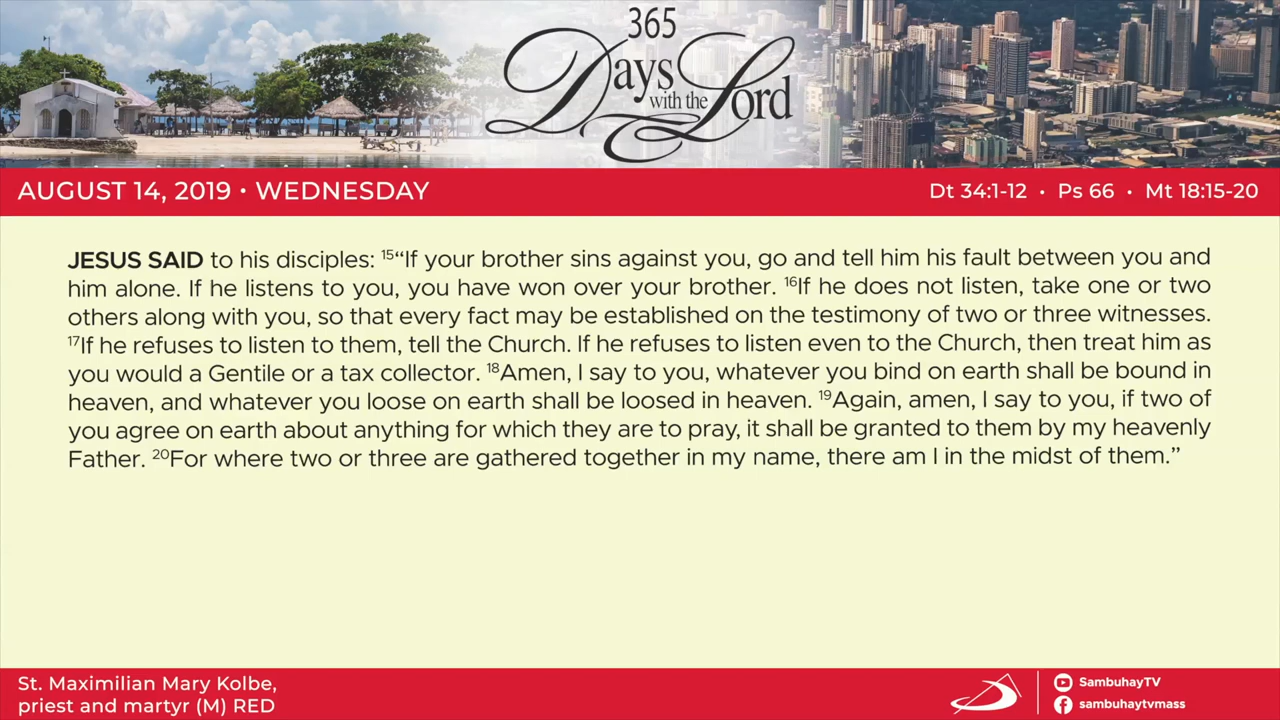 365
Days
with the
Lord
AUGUST 14, 2019 • WEDNESDAY
Dt 34:1-12 • Ps 66 • Mt 18:15-20
JESUS SAID to his disciples: ¹⁵“If your brother sins against you, go and tell him his fault between you and
him alone. If he listens to you, you have won over your brother. ¹⁶If he does not listen, take one or two
others along with you, so that every fact may be established on the testimony of two or three witnesses.
¹⁷If he refuses to listen to them, tell the Church. If he refuses to listen even to the Church, then treat him as
you would a Gentile or a tax collector. ¹⁸Amen, I say to you, whatever you bind on earth shall be bound in
heaven, and whatever you loose on earth shall be loosed in heaven. ¹⁹Again, amen, I say to you, if two of
you agree on earth about anything for which they are to pray, it shall be granted to them by my heavenly
Father. ²⁰For where two or three are gathered together in my name, there am I in the midst of them.”
St. Maximilian Mary Kolbe,
priest and martyr (M) RED
SambuhayTV
sambuhaytvmass